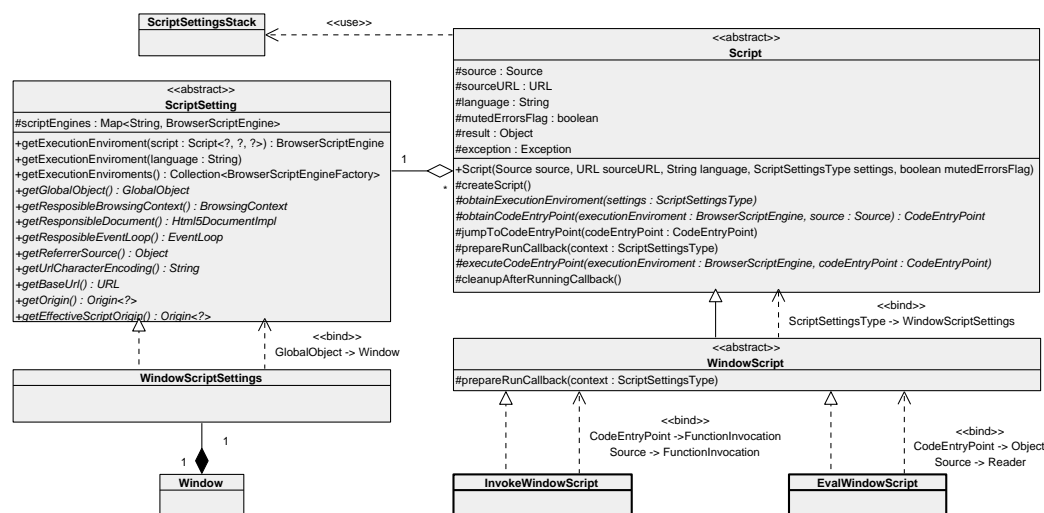 ScriptSettingsStack
<<use>>
<<abstract>>
Script
#source : Source
#sourceURL : URL
#language : String
#mutedErrorsFlag : boolean
#result : Object
#exception : Exception
+Script(Source source, URL sourceURL, String language, ScriptSettingsType settings, boolean mutedErrorsFlag)
#createScript()
#obtainExecutionEnviroment(settings : ScriptSettingsType)
#obtainCodeEntryPoint(executionEnviroment : BrowserScriptEngine, source : Source) : CodeEntryPoint
#jumpToCodeEntryPoint(codeEntryPoint : CodeEntryPoint)
#prepareRunCallback(context : ScriptSettingsType)
#executeCodeEntryPoint(executionEnviroment : BrowserScriptEngine, codeEntryPoint : CodeEntryPoint)
#cleanupAfterRunningCallback()
<<abstract>>
ScriptSetting
#scriptEngines : Map<String, BrowserScriptEngine>
+getExecutionEnviroment(script : Script<?, ?, ?>) : BrowserScriptEngine
+getExecutionEnviroment(language : String)
+getExecutionEnviroments() : Collection<BrowserScriptEngineFactory>
+getGlobalObject() : GlobalObject
+getResposibleBrowsingContext() : BrowsingContext
+getResponsibleDocument() : Html5DocumentImpl
+getResposibleEventLoop() : EventLoop
+getReferrerSource() : Object
+getUrlCharacterEncoding() : String
+getBaseUrl() : URL
+getOrigin() : Origin<?>
+getEffectiveScriptOrigin() : Origin<?>
1
*
<<bind>>
GlobalObject -> Window
<<bind>>
ScriptSettingsType -> WindowScriptSettings
WindowScriptSettings
<<abstract>>
WindowScript
#prepareRunCallback(context : ScriptSettingsType)
1
1
Window
<<bind>>
CodeEntryPoint ->FunctionInvocation
Source -> FunctionInvocation
<<bind>>
CodeEntryPoint -> Object
Source -> Reader
InvokeWindowScript
EvalWindowScript